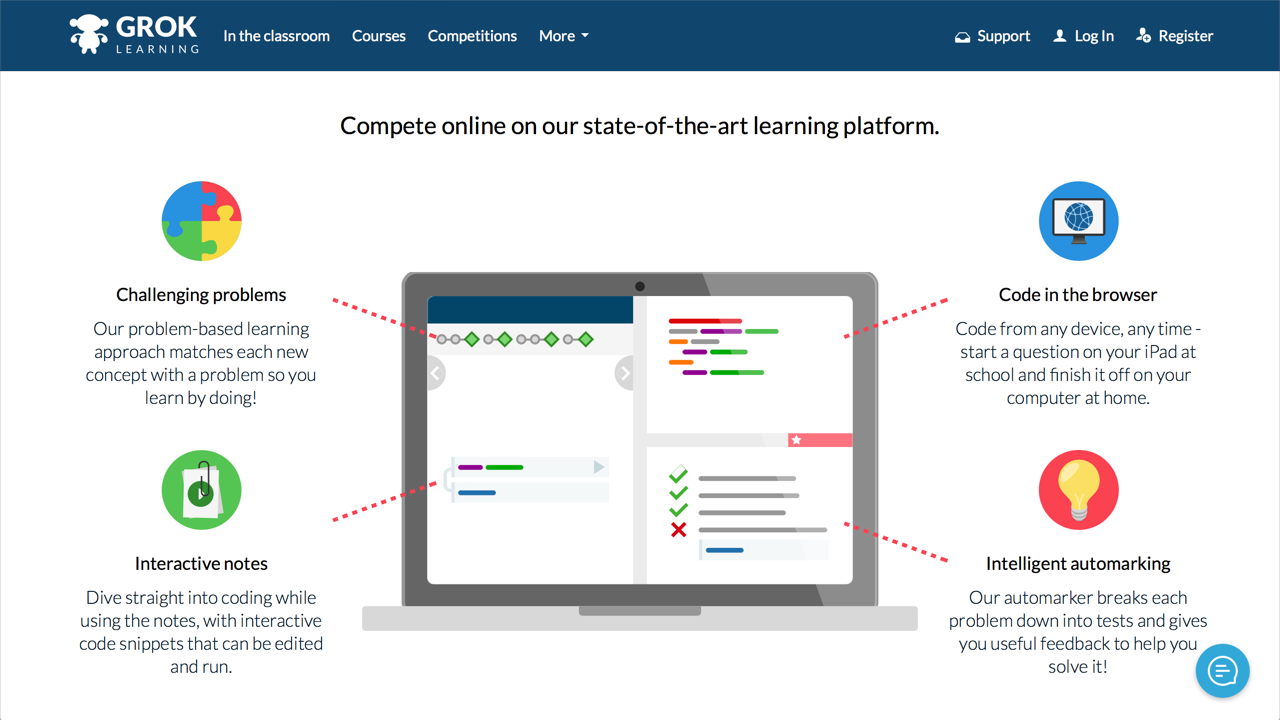 GROK
LEARNING
In the classroom
Courses
Competitions
More
Support
Log In
Register
Compete online on our state-of-the-art learning platform.
Challenging problems
Our problem-based learning
approach matches each new
concept with a problem so you
learn by doing!
Code in the browser
Code from any device, any time -
start a question on your iPad at
school and finish it off on your
computer at home.
Interactive notes
Dive straight into coding while
using the notes, with interactive
code snippets that can be edited
and run.
Intelligent automarking
Our automarker breaks each
problem down into tests and gives
you useful feedback to help you
solve it!